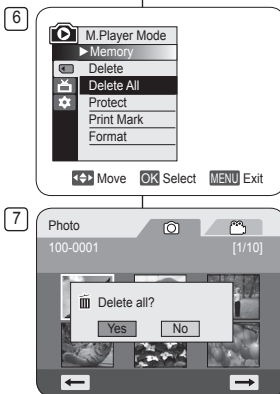 6
M.Player Mode
Memory
Delete
Delete All
Protect
Print Mark
Format
Move OK Select MENU Exit
7
Photo
100-0001 [1/10]
Delete all?
Yes No